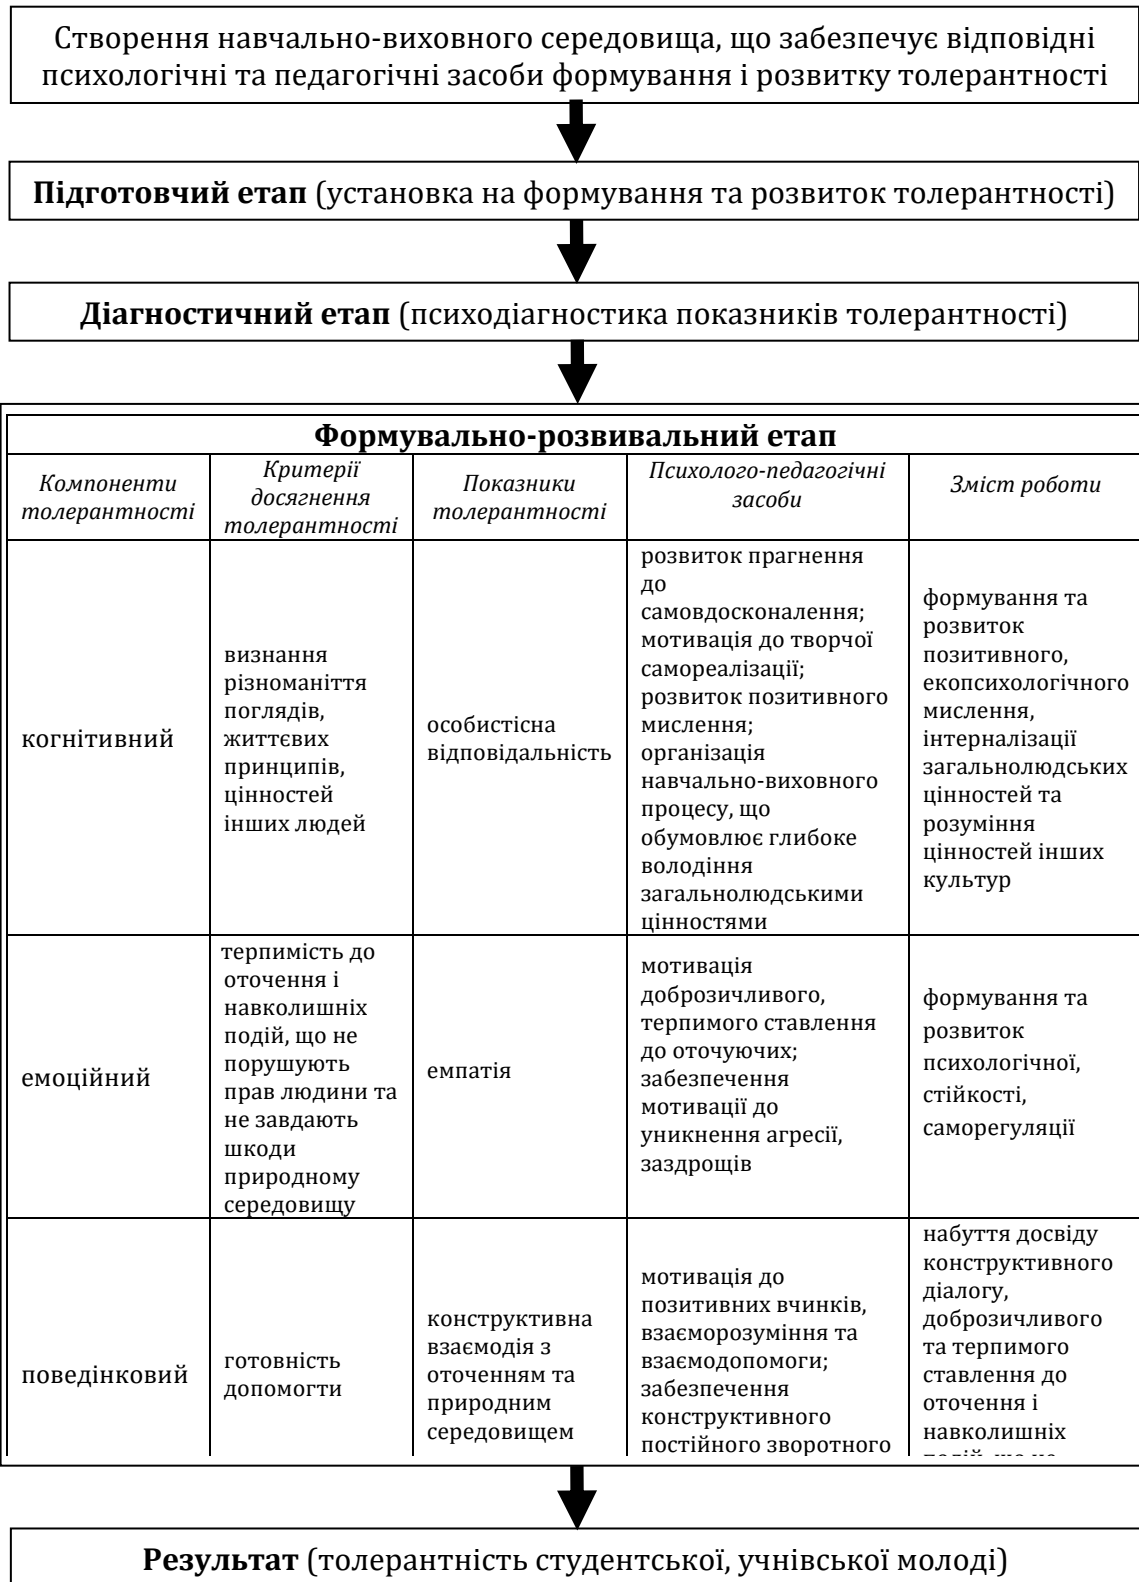 Створення навчально-виховного середовища, що забезпечує відповідні
психологічні та педагогічні засоби формування і розвитку толерантності
Підготовчий етап (установка на формування та розвиток толерантності)
Діагностичний етап (психодіагностика показників толерантності)
Формувально-розвивальний етап
Компоненти
толерантності
Критерії
досягнення
толерантності
Показники
толерантності
Психолого-педагогічні
засоби
Зміст роботи
когнітивний
визнання
різноманіття
поглядів,
життєвих
принципів,
цінностей
інших людей
особистісна
відповідальність
розвиток прагнення
до
самовдосконалення;
мотивація до творчої
самореалізації;
розвиток позитивного
мислення;
організація
навчально-виховного
процесу, що
обумовлює глибоке
володіння
загальнолюдськими
цінностями
формування та
розвиток
позитивного,
екопсихологічного
мислення,
інтерналізації
загальнолюдських
цінностей та
розуміння
цінностей інших
культур
емоційний
терпимість до
оточення і
навколишніх
подій, що не
порушують
прав людини та
не завдають
шкоди
природному
середовищу
емпатія
мотивація
доброзичливого,
терпимого ставлення
до оточуючих;
забезпечення
мотивації до
уникнення агресії,
заздрощів
формування та
розвиток
психологічної,
стійкості,
саморегуляції
поведінковий
готовність
допомогти
конструктивна
взаємодія з
оточенням та
природним
середовищем
мотивація до
позитивних вчинків,
взаєморозуміння та
взаємодопомоги;
забезпечення
конструктивного
постійного зворотного
набуття досвіду
конструктивного
діалогу,
доброзичливого
та терпимого
ставлення до
оточення і
навколишніх
Результат (толерантність студентської, учнівської молоді)